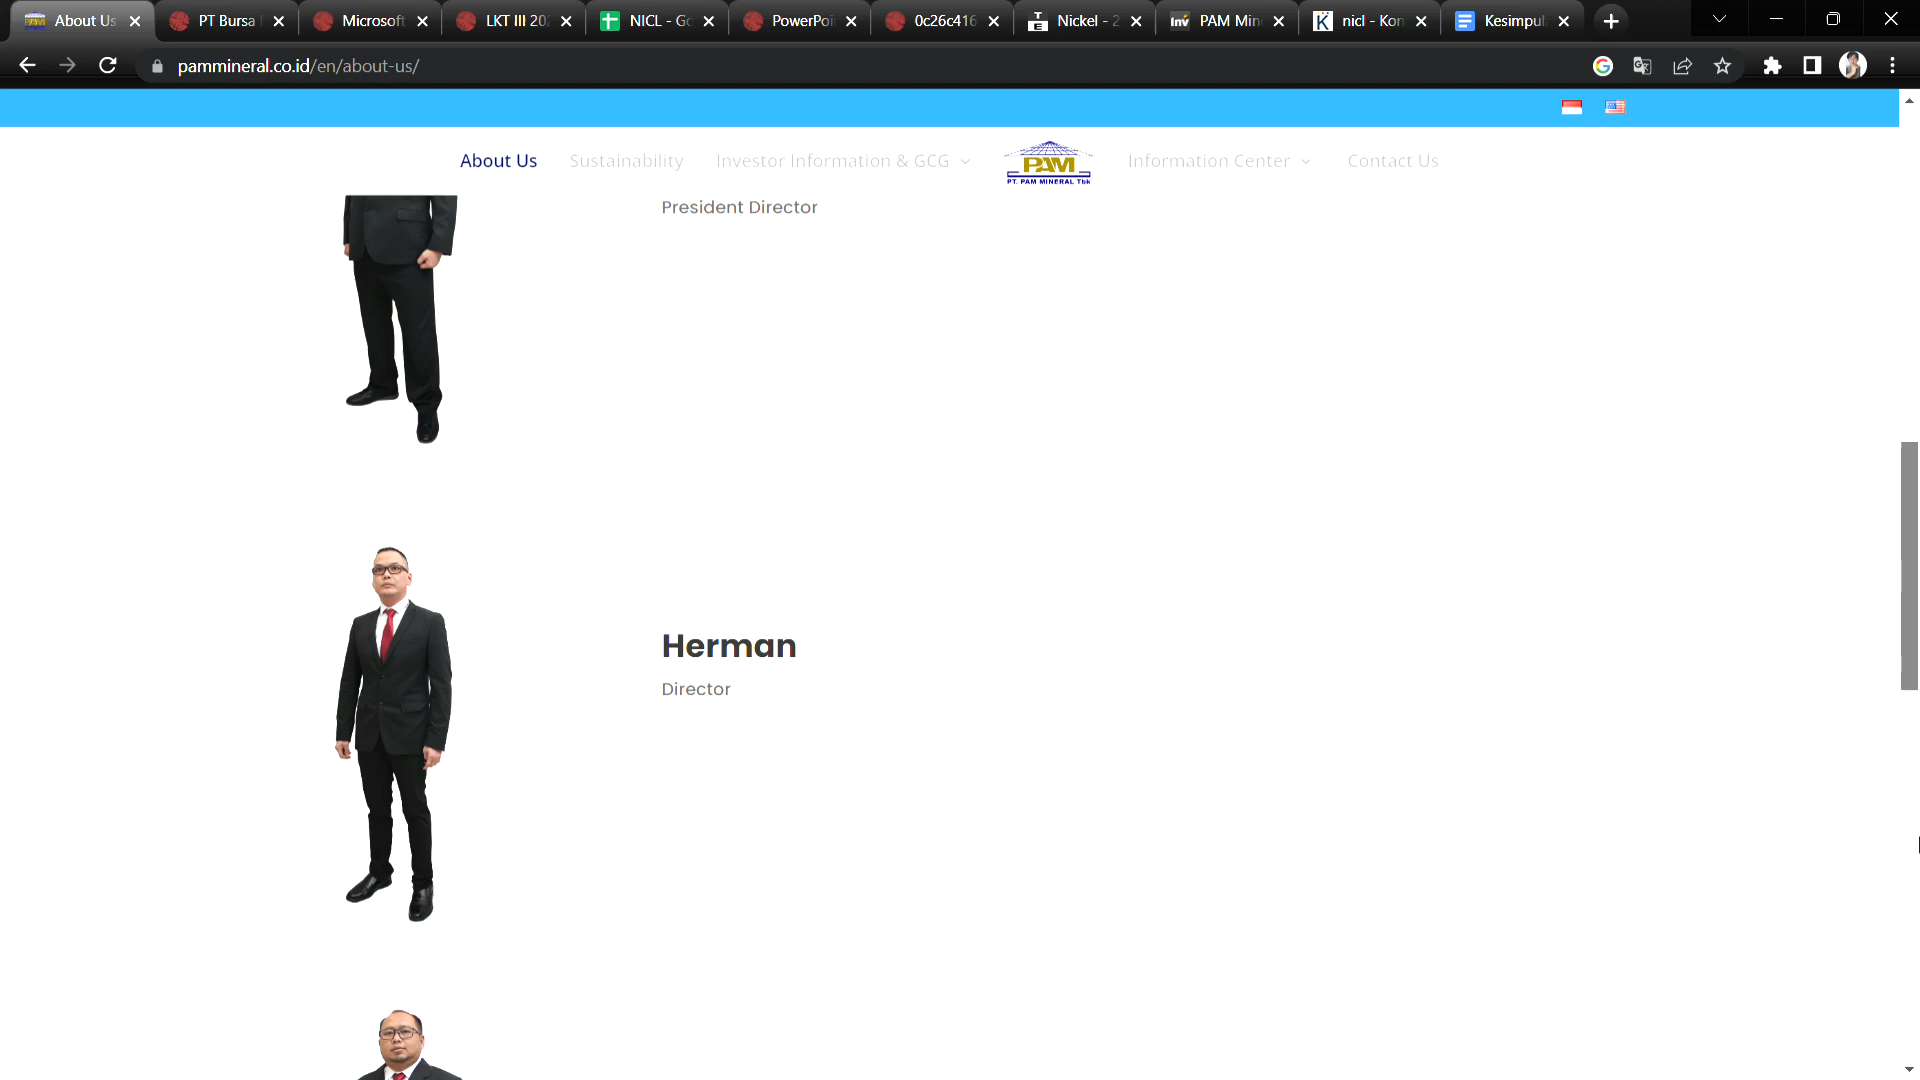 About Us
PT Bursa
Microsoft
LKT III 202
NICL - Go
PowerPoi
0c26c416
Nickel - 2
PAM Min
nicl - Kon
Kesimpul
pammineral.co.id/en/about-us/
About Us Sustainability Investor Information & GCG PAM Information Center Contact Us
PT. PAM MINERAL Tbk
President Director
Herman
Director